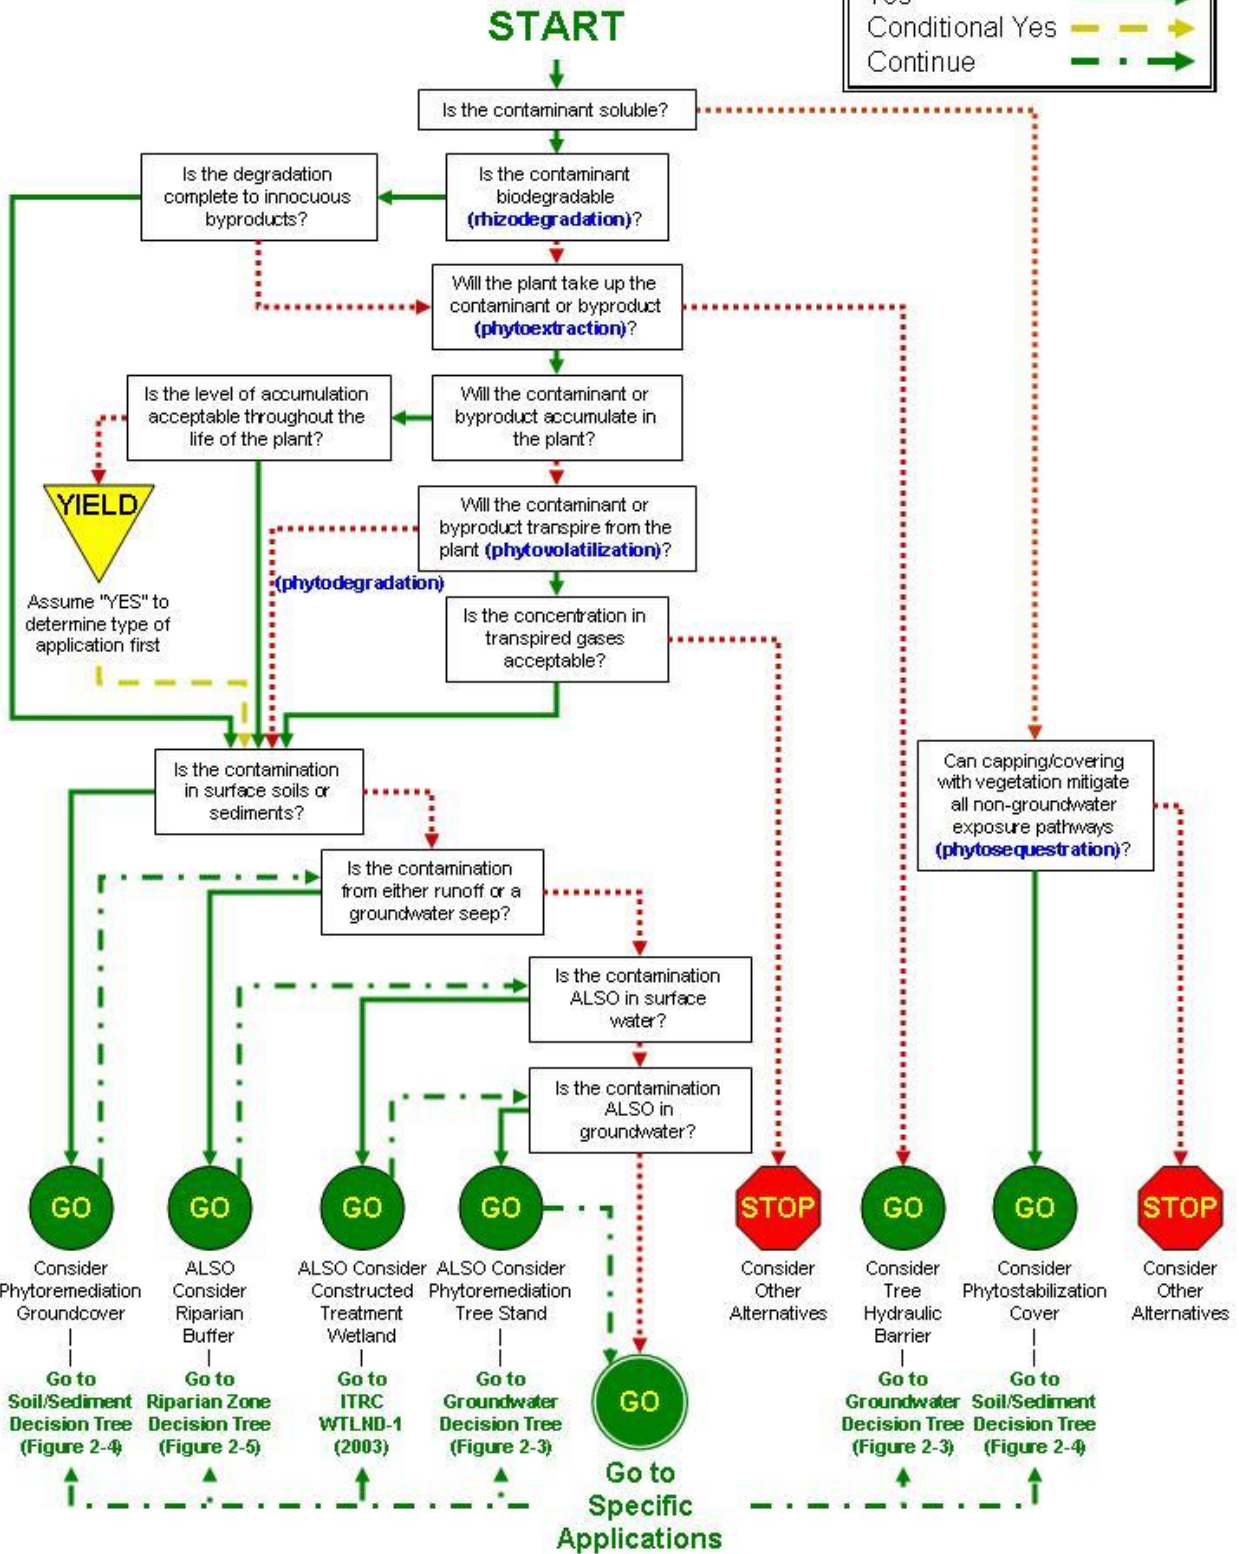 START
Yes
Conditional Yes
Continue
Is the contaminant soluble?
Is the degradation
complete to innocuous
byproducts?
Is the contaminant
biodegradable
(rhizodegradation)?
Will the plant take up the
contaminant or byproduct
(phytoextraction)?
Is the level of accumulation
acceptable throughout the
life of the plant?
Will the contaminant or
byproduct accumulate in
the plant?
YIELD
Assume "YES" to
determine type of
application first
Will the contaminant or
byproduct transpire from the
plant (phytovolatilization)?
(phytodegradation)
Is the concentration in
transpired gases
acceptable?
Is the contamination
in surface soils or
sediments?
Can capping/covering
with vegetation mitigate
all non-groundwater
exposure pathways
(phytosequestration)?
Is the contamination
from either runoff or a
groundwater seep?
Is the contamination
ALSO in surface
water?
Is the contamination
ALSO in
groundwater?
GO
Consider
Phytoremediation
Groundcover
Go to
Soil/Sediment
Decision Tree
(Figure 2-4)
GO
ALSO
Consider
Riparian
Buffer
Go to
Riparian Zone
Decision Tree
(Figure 2-5)
GO
ALSO Consider
Constructed
Treatment
Wetland
Go to
ITRC
WTLND-1
(2003)
GO
ALSO Consider
Phytoremediation
Tree Stand
Go to
Groundwater
Decision Tree
(Figure 2-3)
GO
Go to
Specific
Applications
STOP
Consider
Other
Alternatives
GO
Consider
Tree
Hydraulic
Barrier
Go to
Groundwater
Decision Tree
(Figure 2-3)
GO
Consider
Phytostabilization
Cover
Go to
Soil/Sediment
Decision Tree
(Figure 2-4)
STOP
Consider
Other
Alternatives